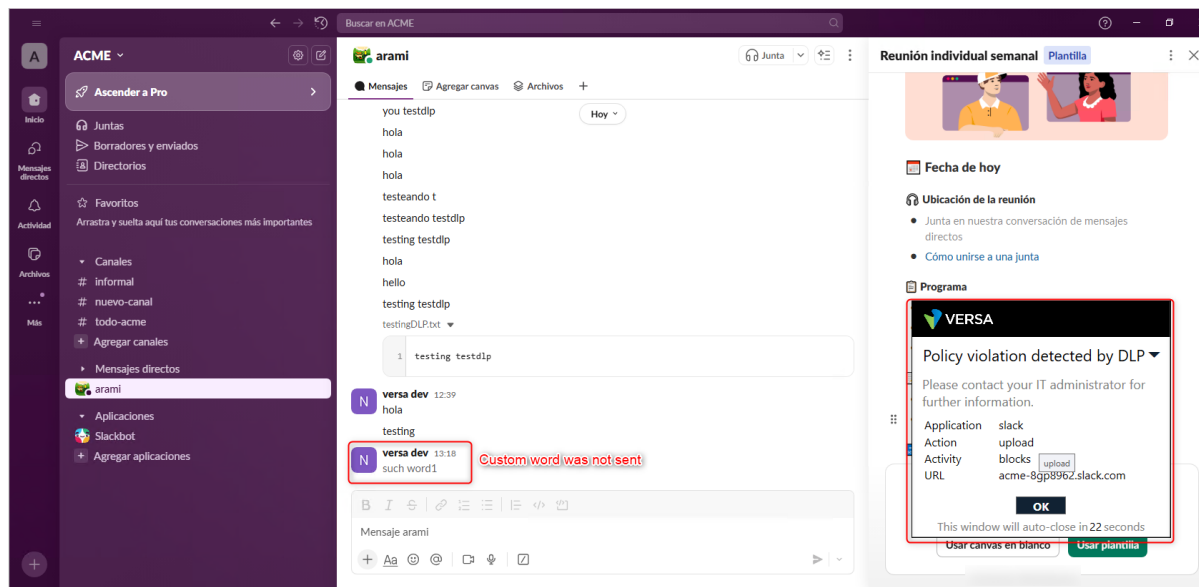 Buscar en ACME
A
Inicio
Mensajes
directos
Actividad
Archivos
Más
ACME
Ascender a Pro
Juntas
Borradores y enviados
Directorios
Favoritos
Arrastra y suelta aquí tus conversaciones más importantes
Canales
# informal
# nuevo-canal
# todo-acme
+ Agregar canales
Mensajes directos
arami
Aplicaciones
Slackbot
+ Agregar aplicaciones
arami
Junta
Mensajes
Agregar canvas
Archivos
+
Hoy
you testdlp
hola
hola
hola
testeando t
testeando testdlp
testing testdlp
hola
hello
testing testdlp
testingDLP.txt
1 testing testdlp
N
versa dev 12:39
hola
testing
N
versa dev 13:18
such word1
Custom word was not sent
B I S
Mensaje arami
+ Aa @
Reunión individual semanal Plantilla
Fecha de hoy
Ubicación de la reunión
Junta en nuestra conversación de mensajes
directos
Cómo unirse a una junta
Programa
VERSA
Policy violation detected by DLP
Please contact your IT administrator for
further information.
Application slack
Action upload
Activity blocks
upload
URL acme-8gp8962.slack.com
OK
This window will auto-close in 22 seconds
Usar canvas en blanco
Usar plantilla